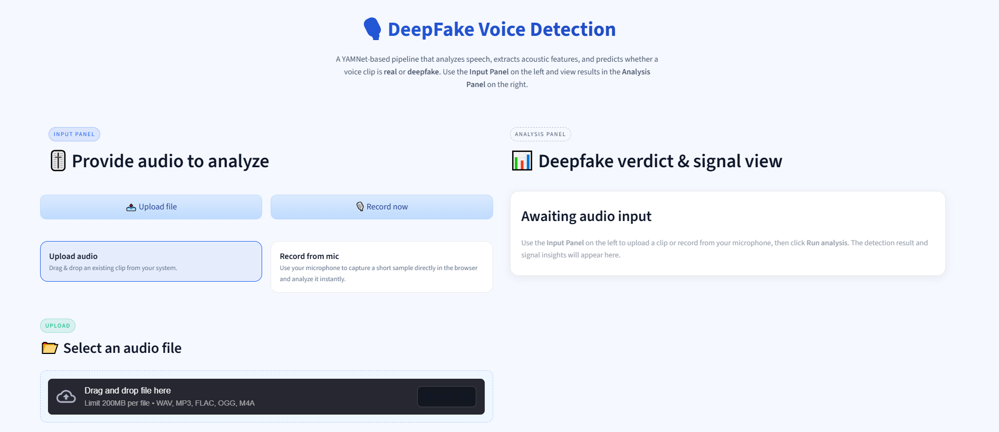 DeepFake Voice Detection
A YAMNet-based pipeline that analyzes speech, extracts acoustic features, and predicts whether a
voice clip is real or deepfake. Use the Input Panel on the left and view results in the Analysis
Panel on the right.
INPUT PANEL
Provide audio to analyze
Upload file
Record now
Upload audio
Drag & drop an existing clip from your system.
Record from mic
Use your microphone to capture a short sample directly in the browser
and analyze it instantly.
UPLOAD
Select an audio file
Drag and drop file here
Limit 200MB per file • WAV, MP3, FLAC, OGG, M4A
ANALYSIS PANEL
Deepfake verdict & signal view
Awaiting audio input
Use the Input Panel on the left to upload a clip or record from your microphone, then click Run analysis. The detection result and
signal insights will appear here.